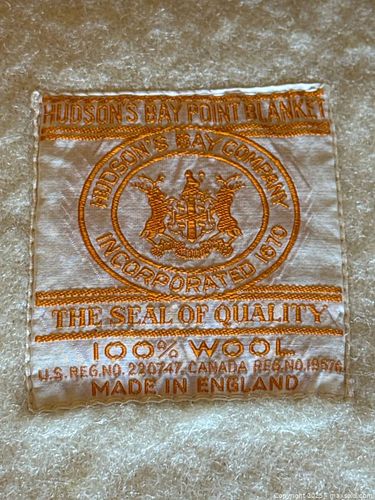 HUDSON'S BAY POINT BLANKET
HUDSON'S BAY COMPANY
INCORPORATED 1670
THE SEAL OF QUALITY
100% WOOL
U.S. REG. NO. 220747, CANADA REG. NO. 19576
MADE IN ENGLAND